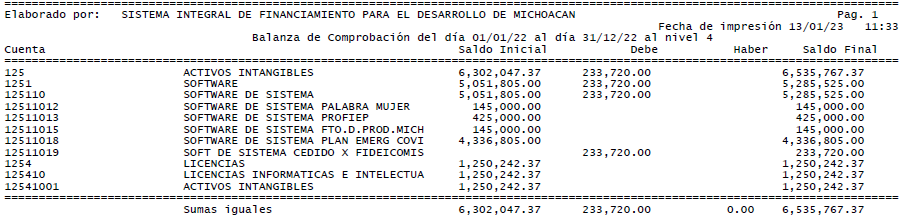 Elaborado por: SISTEMA INTEGRAL DE FINANCIAMIENTO PARA EL DESARROLLO DE MICHOACAN Pag. 1
Fecha de impresión 13/01/23 11:33
Balanza de Comprobación del día 01/01/22 al día 31/12/22 al nivel 4
Cuenta Saldo Inicial Debe Haber Saldo Final
125 ACTIVOS INTANGIBLES 6,302,047.37 233,720.00 6,535,767.37
1251 SOFTWARE 5,051,805.00 233,720.00 5,285,525.00
125110 SOFTWARE DE SISTEMA 5,051,805.00 233,720.00 5,285,525.00
12511012 SOFTWARE DE SISTEMA PALABRA MUJER 145,000.00 145,000.00
12511013 SOFTWARE DE SISTEMA PROFIEP 425,000.00 425,000.00
12511015 SOFTWARE DE SISTEMA FTO.D.PROD.MICH 145,000.00 145,000.00
12511018 SOFTWARE DE SISTEMA PLAN EMERG COVI 4,336,805.00 4,336,805.00
12511019 SOFT DE SISTEMA CEDIDO X FIDEICOMIS 233,720.00 233,720.00
1254 LICENCIAS 1,250,242.37 1,250,242.37
125410 LICENCIAS INFORMATICAS E INTELECTUA 1,250,242.37 1,250,242.37
12541001 ACTIVOS INTANGIBLES 1,250,242.37 1,250,242.37
Sumas iguales 6,302,047.37 233,720.00 0.00 6,535,767.37